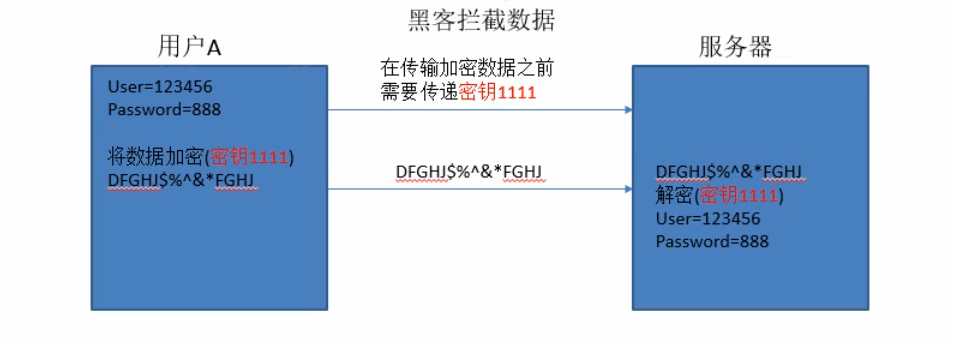 黑客拦截数据
用户A
服务器
User=123456
Password=888
将数据加密(密钥1111)
DFGHJ$%^&*FGHJ
在传输加密数据之前
需要传递密钥1111
DFGHJ$%^&*FGHJ
DFGHJ$%^&*FGHJ
解密(密钥1111)
User=123456
Password=888